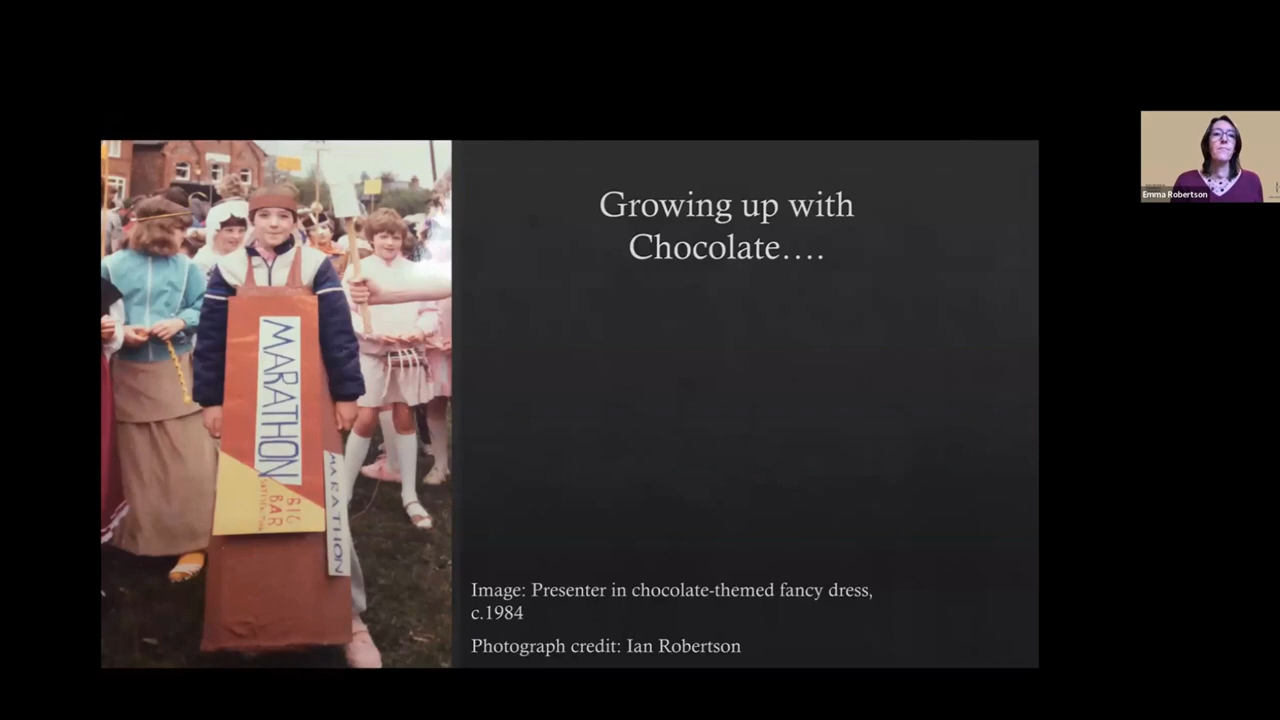 Growing up with
Chocolate….
MARATHON
BIG
BAR
SATISFACTION
MARATHON
Image: Presenter in chocolate-themed fancy dress,
c.1984
Photograph credit: Ian Robertson
Emma Robertson